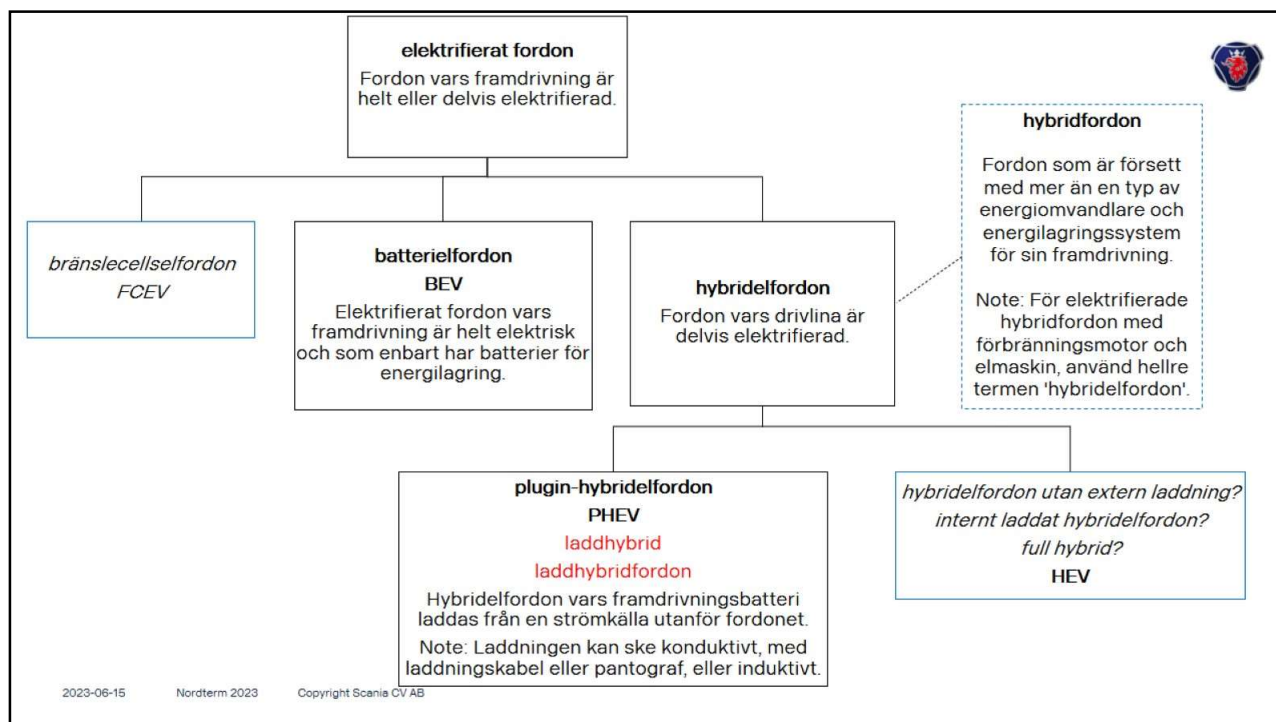 elektrifierat fordon
Fordon vars framdrivning är
helt eller delvis elektrifierad.
hybridfordon
Fordon som är försett
med mer än en typ av
energiomvandlare och
energilagringssystem
för sin framdrivning.
Note: För elektrifierade
hybridfordon med
förbränningsmotor och
elmaskin, använd hellre
termen 'hybridelfordon'.
bränslecellselfordon
FCEV
batterielfordon
BEV
Elektrifierat fordon vars
framdrivning är helt elektrisk
och som enbart har batterier för
energilagring.
hybridelfordon
Fordon vars drivlina är
delvis elektrifierad.
plugin-hybridelfordon
PHEV
laddhybrid
laddhybridfordon
Hybridelfordon vars framdrivningsbatteri
laddas från en strömkälla utanför fordonet.
Note: Laddningen kan ske konduktivt, med
laddningskabel eller pantograf, eller induktivt.
hybridelfordon utan extern laddning?
internt laddat hybridelfordon?
full hybrid?
HEV
2023-06-15 Nordterm 2023 Copyright Scania CV AB